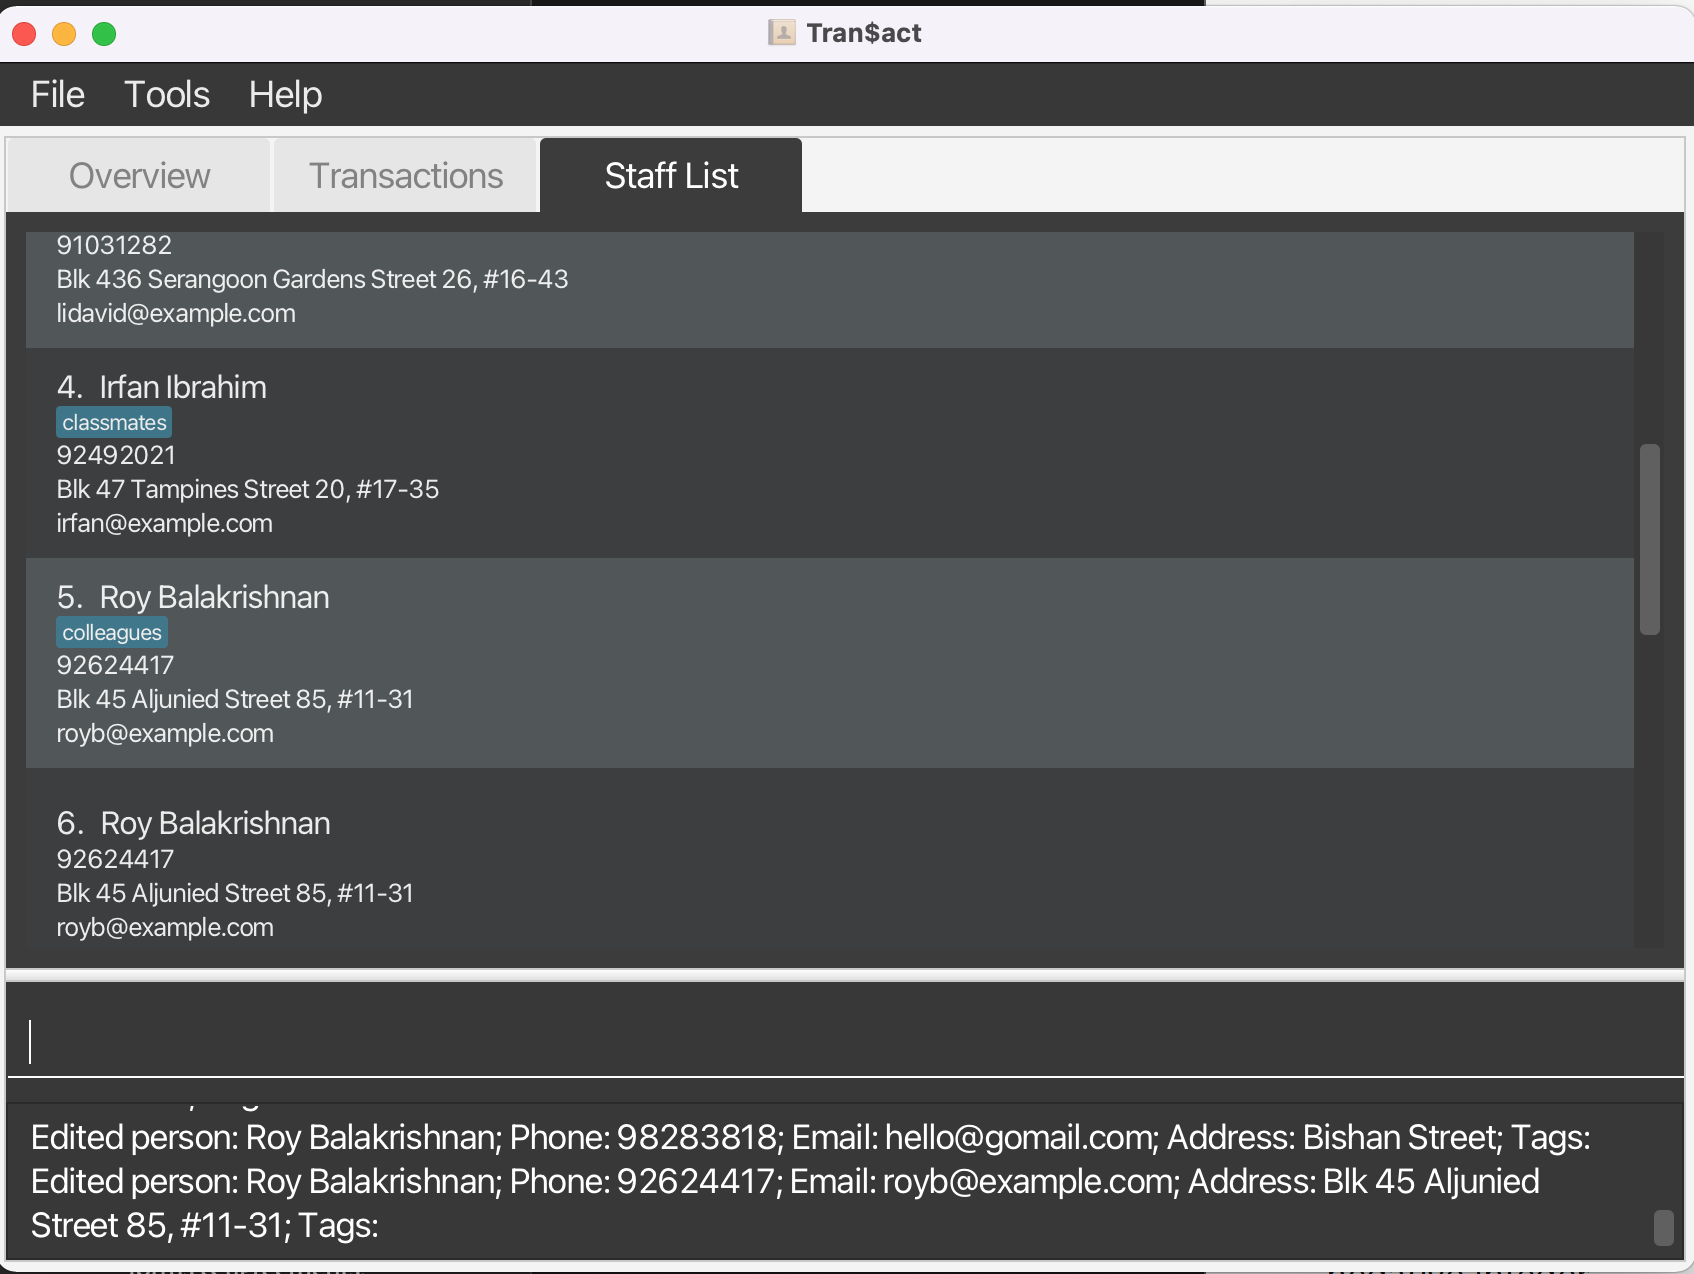 Tran$act
File Tools Help
Overview Transactions Staff List
91031282
Blk 436 Serangoon Gardens Street 26, #16-43
lidavid@example.com
4. Irfan Ibrahim
classmates
92492021
Blk 47 Tampines Street 20, #17-35
irfan@example.com
5. Roy Balakrishnan
colleagues
92624417
Blk 45 Aljunied Street 85, #11-31
royb@example.com
6. Roy Balakrishnan
92624417
Blk 45 Aljunied Street 85, #11-31
royb@example.com
Edited person: Roy Balakrishnan; Phone: 98283818; Email: hello@gomail.com; Address: Bishan Street; Tags:
Edited person: Roy Balakrishnan; Phone: 92624417; Email: royb@example.com; Address: Blk 45 Aljunied
Street 85, #11-31; Tags: